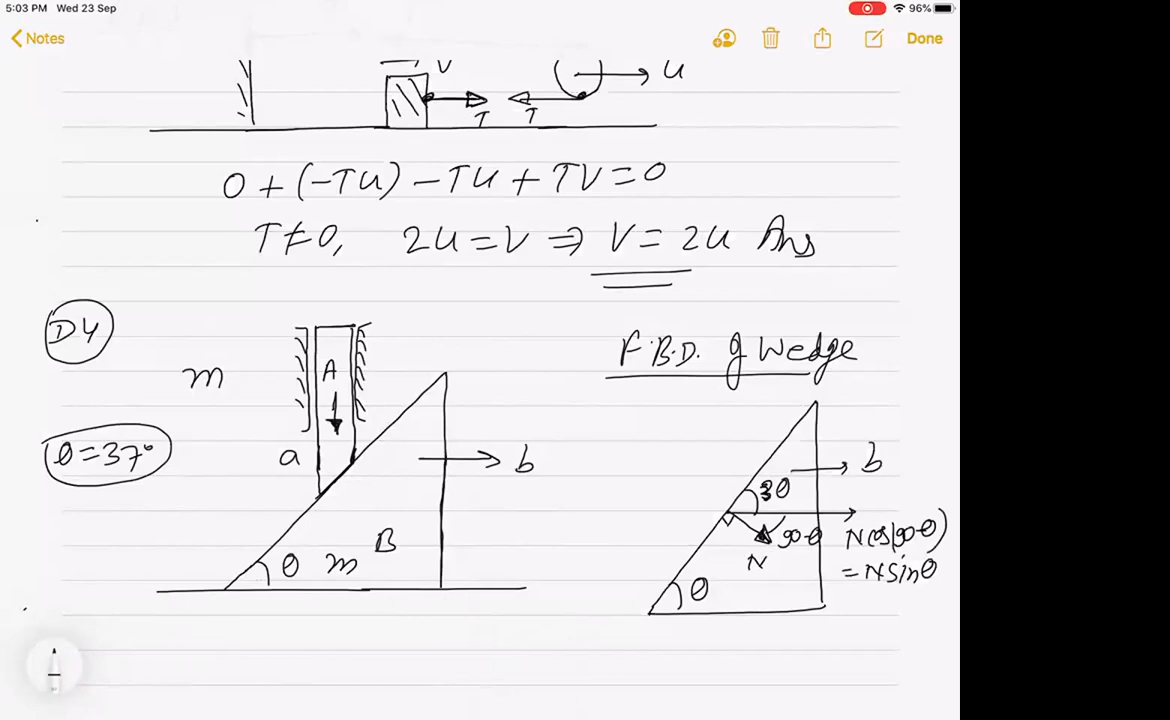 5:03 PM Wed 23 Sep
96%
Notes
Done
V
u
T T
0 + (-Tu) - Tu + TV = 0
T ≠ 0, 2u = V ⇒ V = 2u Ans
D4
m
A
F.B.D. of Wedge
θ = 37°
a
b
b
θ
B
θ m
90-θ
N
N cos(90-θ)
= N sinθ
θ